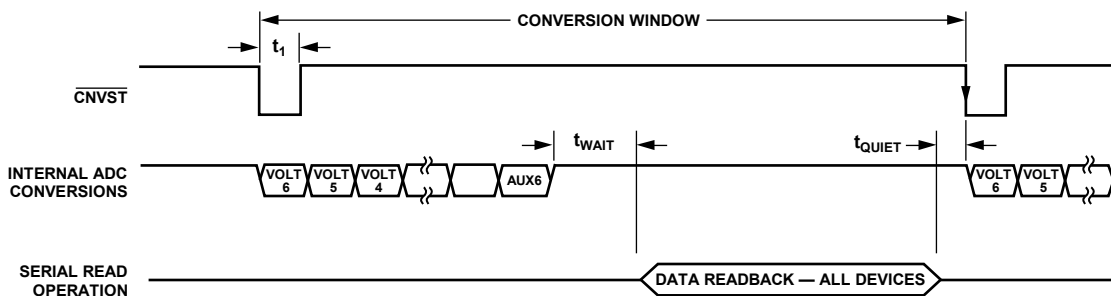 CONVERSION WINDOW
t1
CNVST
tWAIT
tQUIET
INTERNAL ADC
CONVERSIONS
VOLT
6
VOLT
5
VOLT
4
AUX6
VOLT
6
VOLT
5
SERIAL READ
OPERATION
DATA READBACK — ALL DEVICES